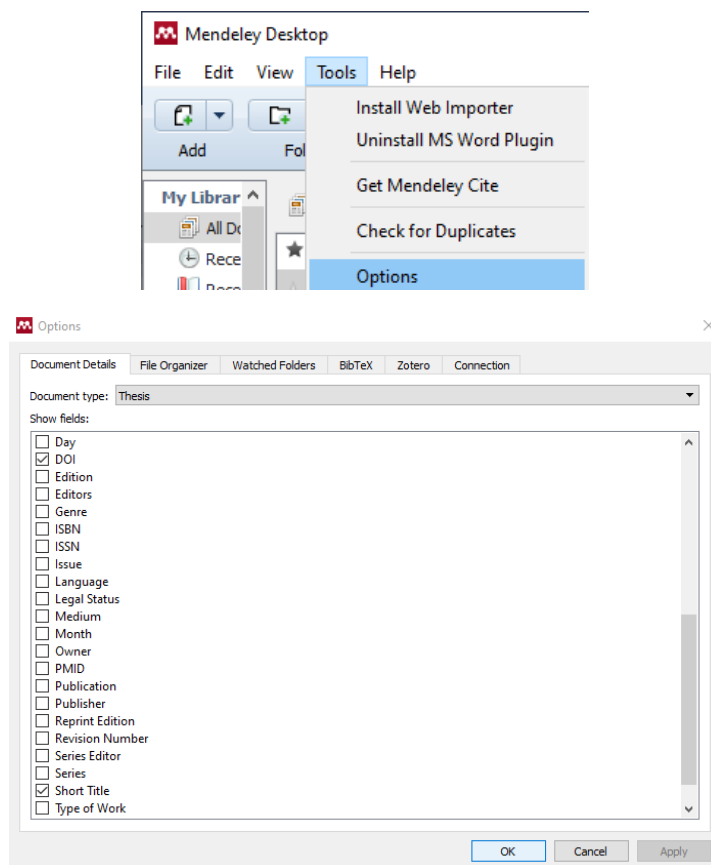 Mendeley Desktop
File Edit View Tools Help
Install Web Importer
Uninstall MS Word Plugin
Add Fol
Get Mendeley Cite
My Librar
All Do
Check for Duplicates
Rece
Options
Options
Document Details File Organizer Watched Folders BibTeX Zotero Connection
Document type: Thesis
Show fields:
Day
DOI
Edition
Editors
Genre
ISBN
ISSN
Issue
Language
Legal Status
Medium
Month
Owner
PMID
Publication
Publisher
Reprint Edition
Revision Number
Series Editor
Series
Short Title
Type of Work
OK Cancel Apply